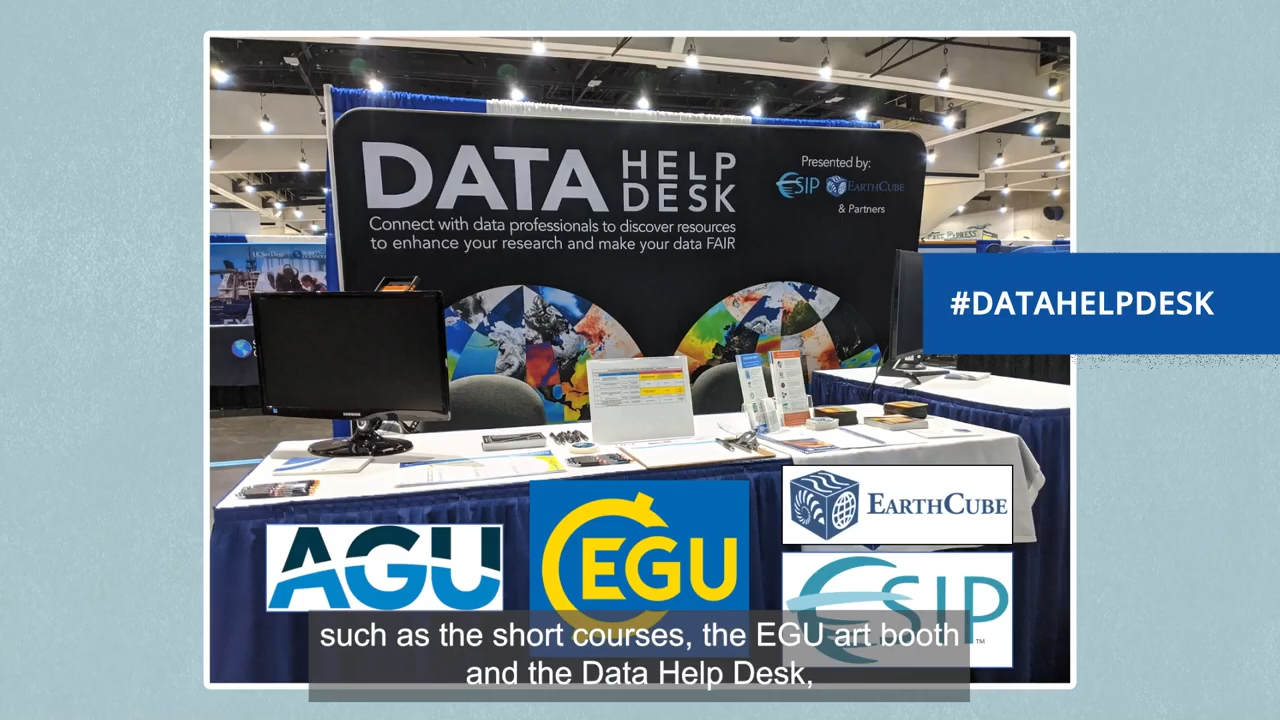 DATA HELP DESK
Presented by:
ESIP EARTHCUBE
& Partners
Connect with data professionals to discover resources
to enhance your research and make your data FAIR
#DATAHELPDESK
SAMSUNG
EARTHCUBE
AGU
EGU
ESIP
TM
such as the short courses, the EGU art booth
and the Data Help Desk,